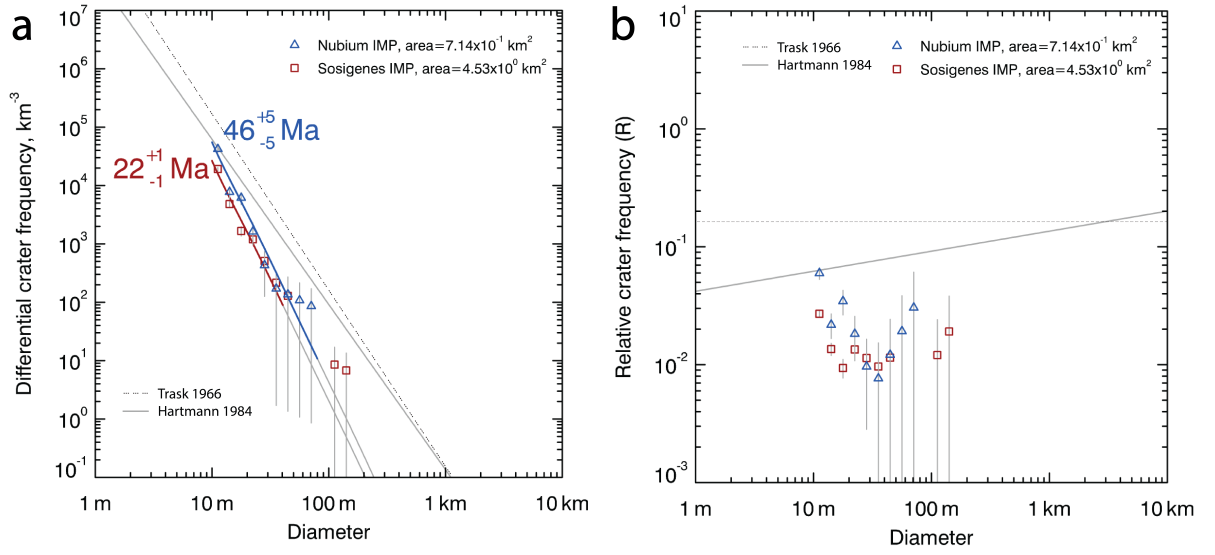 a
Differential crater frequency, km⁻³
10⁷
10⁶
10⁵
10⁴
10³
10²
10¹
10⁰
10⁻¹
Nubium IMP, area=7.14x10⁻¹ km²
Sosigenes IMP, area=4.53x10⁰ km²
46 +5 -5 Ma
22 +1 -1 Ma
Trask 1966
Hartmann 1984
1 m
10 m
100 m
1 km
10 km
Diameter
b
Relative crater frequency (R)
10¹
10⁰
10⁻¹
10⁻²
10⁻³
Trask 1966
Hartmann 1984
Nubium IMP, area=7.14x10⁻¹ km²
Sosigenes IMP, area=4.53x10⁰ km²
1 m
10 m
100 m
1 km
10 km
Diameter